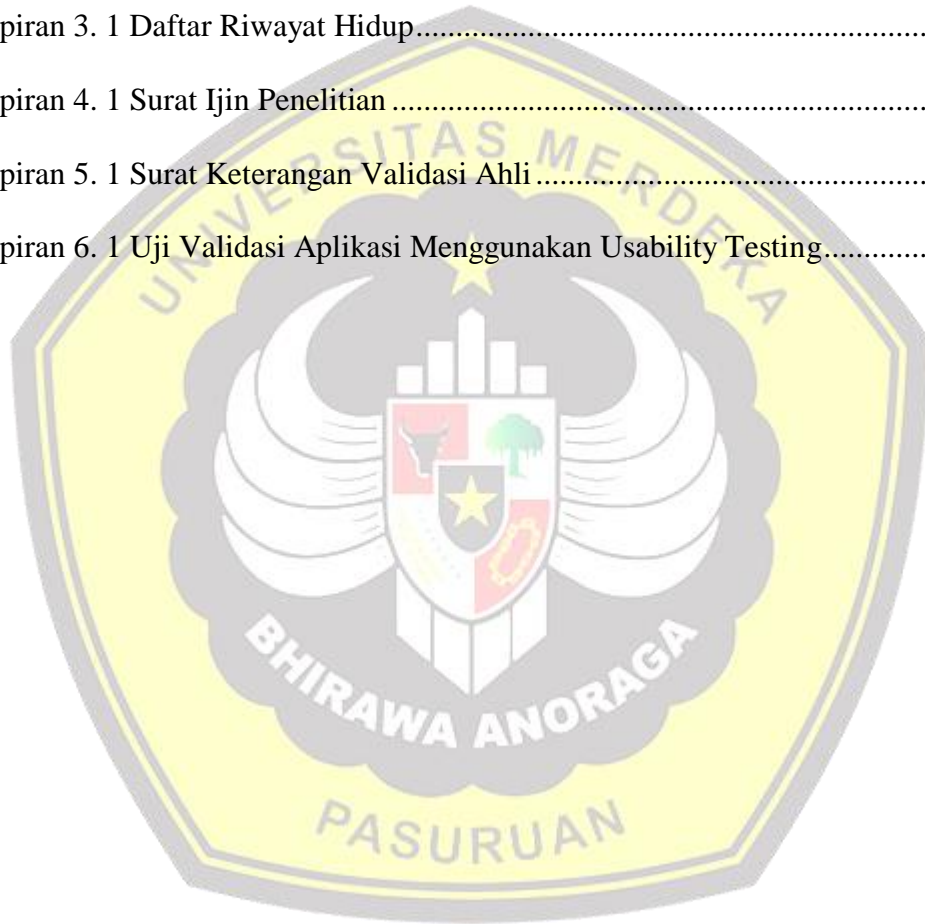 piran 3. 1 Daftar Riwayat Hidup................................................................
piran 4. 1 Surat Ijin Penelitian ...................................................................
piran 5. 1 Surat Keterangan Validasi Ahli .................................................
piran 6. 1 Uji Validasi Aplikasi Menggunakan Usability Testing.............
UNIVERSITAS MERDEKA
BHIRAWA ANORAGA
PASURUAN